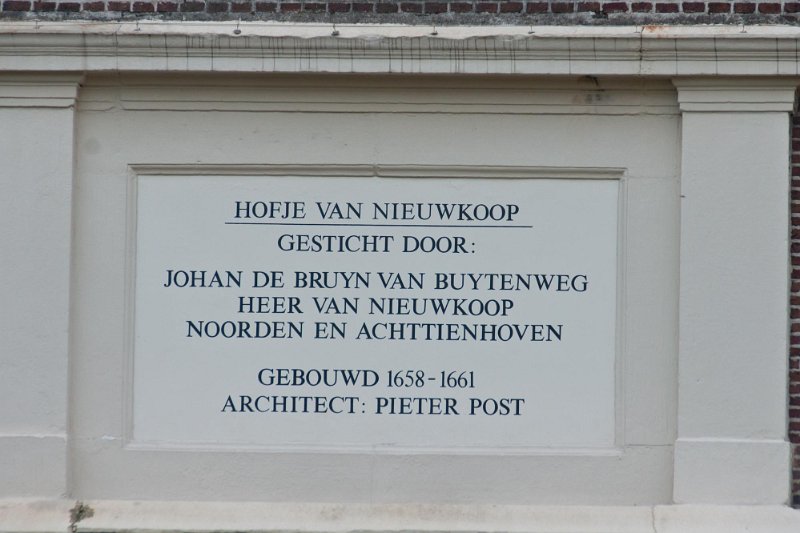 HOFJE VAN NIEUWKOOP
GESTICHT DOOR:
JOHAN DE BRUYN VAN BUYTENWEG
HEER VAN NIEUWKOOP
NOORDEN EN ACHTTIENHOVEN
GEBOUWD 1658-1661
ARCHITECT: PIETER POST